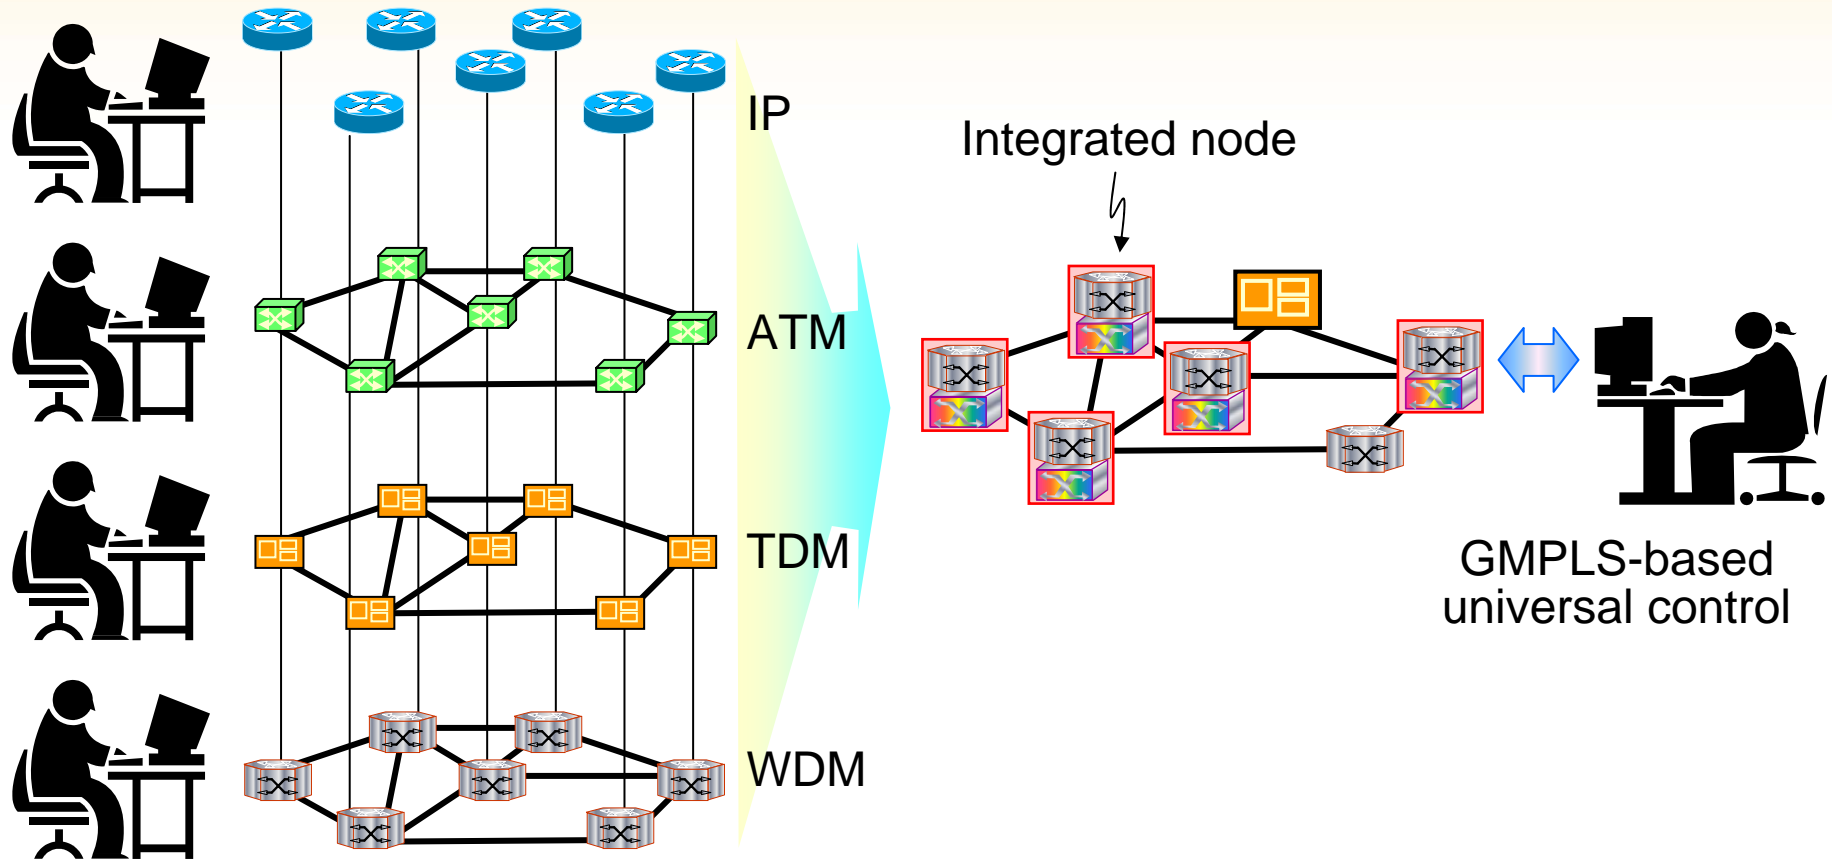 IP
Integrated node
ATM
TDM
GMPLS-based
universal control
WDM